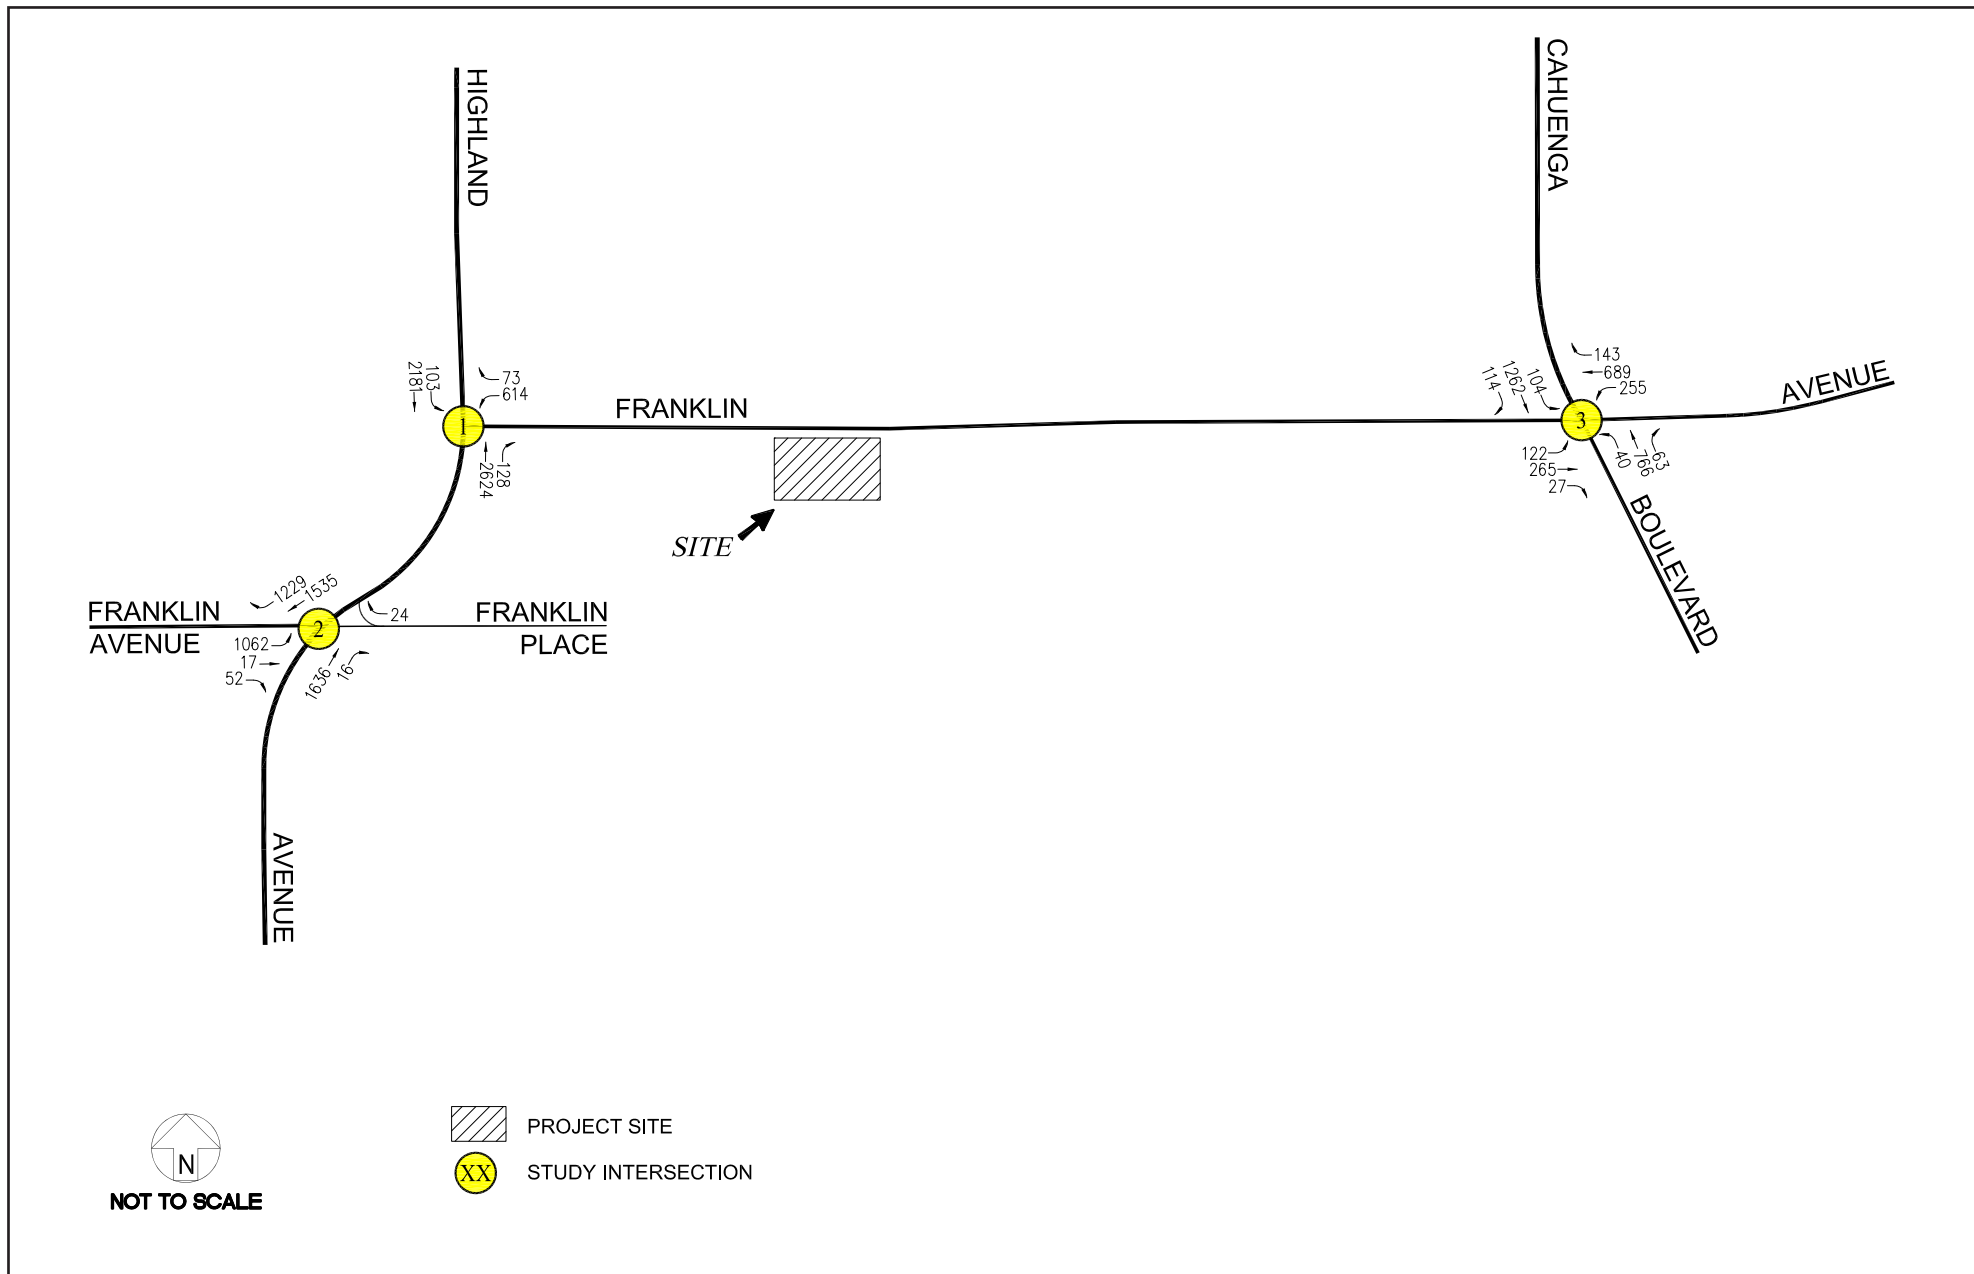 HIGHLAND
CAHUENGA
2181
103
73
614
1
FRANKLIN
2624
128
114
1262
104
143
689
255
3
AVENUE
122
265
27
40
766
63
BOULEVARD
SITE
1229
1535
FRANKLIN
AVENUE
2
24
FRANKLIN
PLACE
1062
17
52
1636
16
AVENUE
N
NOT TO SCALE
PROJECT SITE
XX
STUDY INTERSECTION